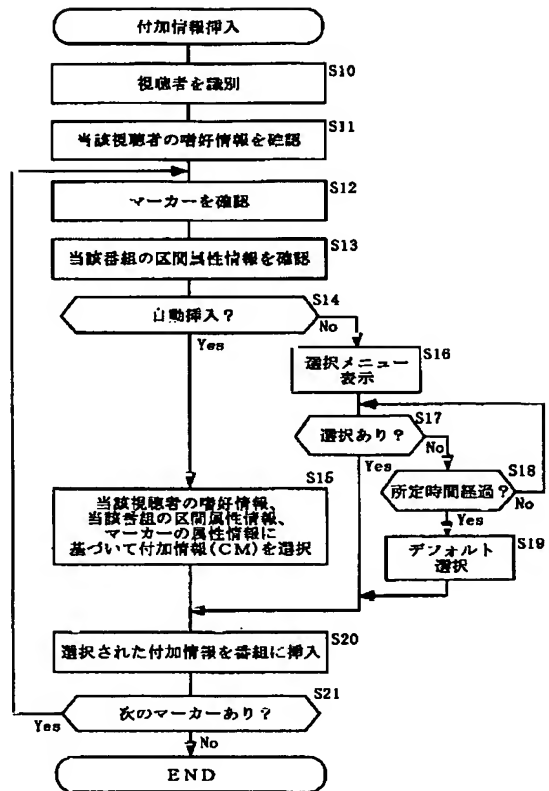 付加情報挿入
S10
視聴者を識別
S11
当該視聴者の嗜好情報を確認
S12
マーカーを確認
S13
当該番組の区間属性情報を確認
S14
自動挿入？
No
Yes
S16
選択メニュー
表示
S17
選択あり？
No
Yes
S18
所定時間経過？
No
Yes
S15
当該視聴者の嗜好情報、
当該番組の区間属性情報、
マーカーの属性情報に
基づいて付加情報(CM)を選択
S19
デフォルト
選択
S20
選択された付加情報を番組に挿入
S21
次のマーカーあり？
Yes
No
END